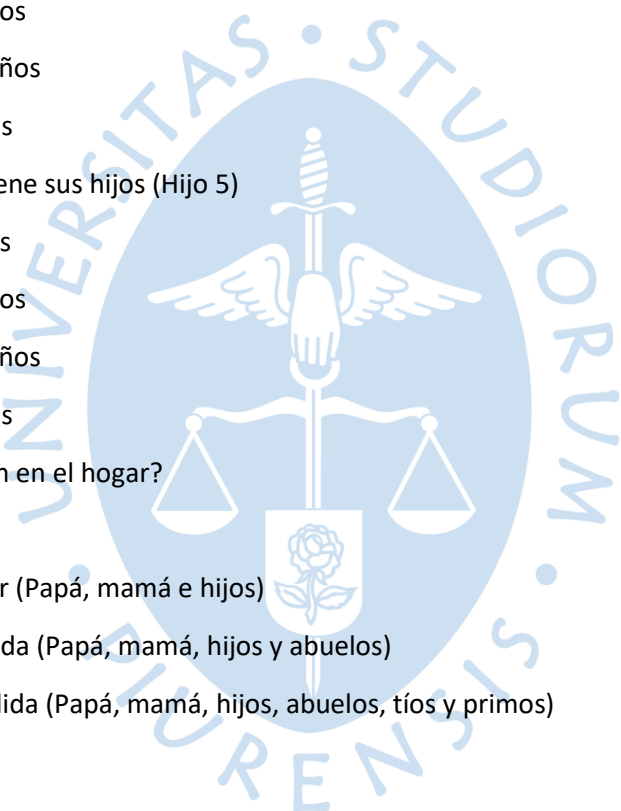 os
ños
s
ene sus hijos (Hijo 5)
s
os
ños
s
n en el hogar?
r (Papá, mamá e hijos)
da (Papá, mamá, hijos y abuelos)
lida (Papá, mamá, hijos, abuelos, tíos y primos)
UNIVERSITAS • STUDIORUM • PIURENSIS •